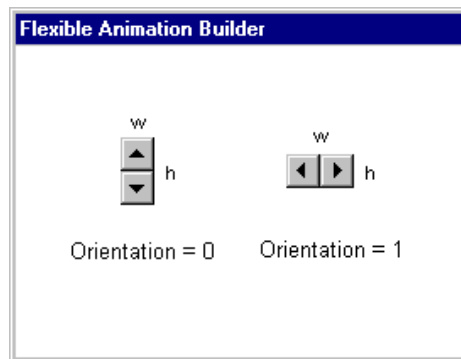 Flexible Animation Builder
w
w
h
h
Orientation = 0
Orientation = 1